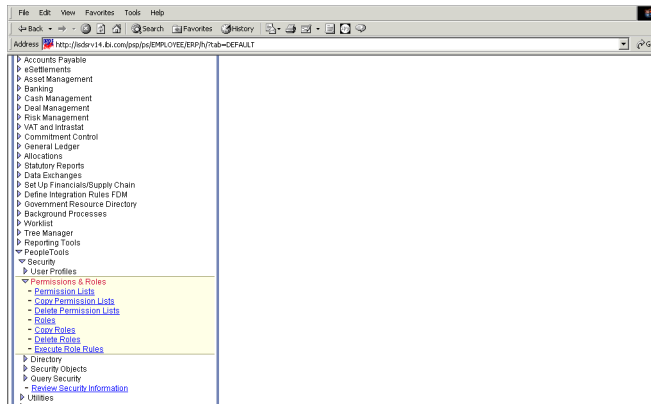 File Edit View Favorites Tools Help
Back Search Favorites History
Address http://isdsrv14.ibi.com/psp/ps/EMPLOYEE/ERP/h/?tab=DEFAULT
Accounts Payable
eSettlements
Asset Management
Banking
Cash Management
Deal Management
Risk Management
VAT and Intrastat
Commitment Control
General Ledger
Allocations
Statutory Reports
Data Exchanges
Set Up Financials/Supply Chain
Define Integration Rules FDM
Government Resource Directory
Background Processes
Worklist
Tree Manager
Reporting Tools
PeopleTools
Security
User Profiles
Permissions & Roles
- Permission Lists
- Copy Permission Lists
- Delete Permission Lists
- Roles
- Copy Roles
- Delete Roles
- Execute Role Rules
Directory
Security Objects
Query Security
- Review Security Information
Utilities